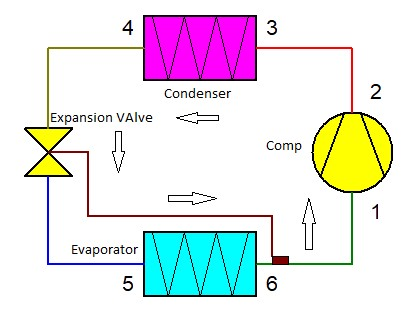 4
3
Condenser
2
Expansion VAlve
Comp
1
Evaporator
5
6